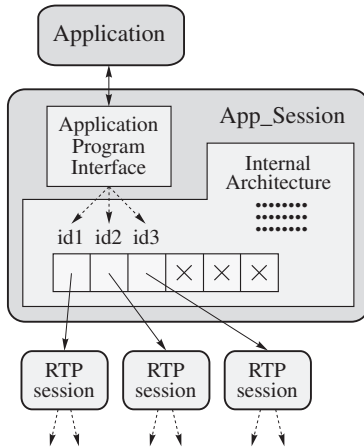 Application
App_Session
Application
Program
Interface
Internal
Architecture
id1 id2 id3
RTP
session
RTP
session
RTP
session